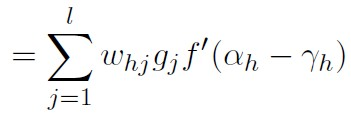 = \sum_{j=1}^{l} w_{hj} g_j f'(\alpha_h - \gamma_h)